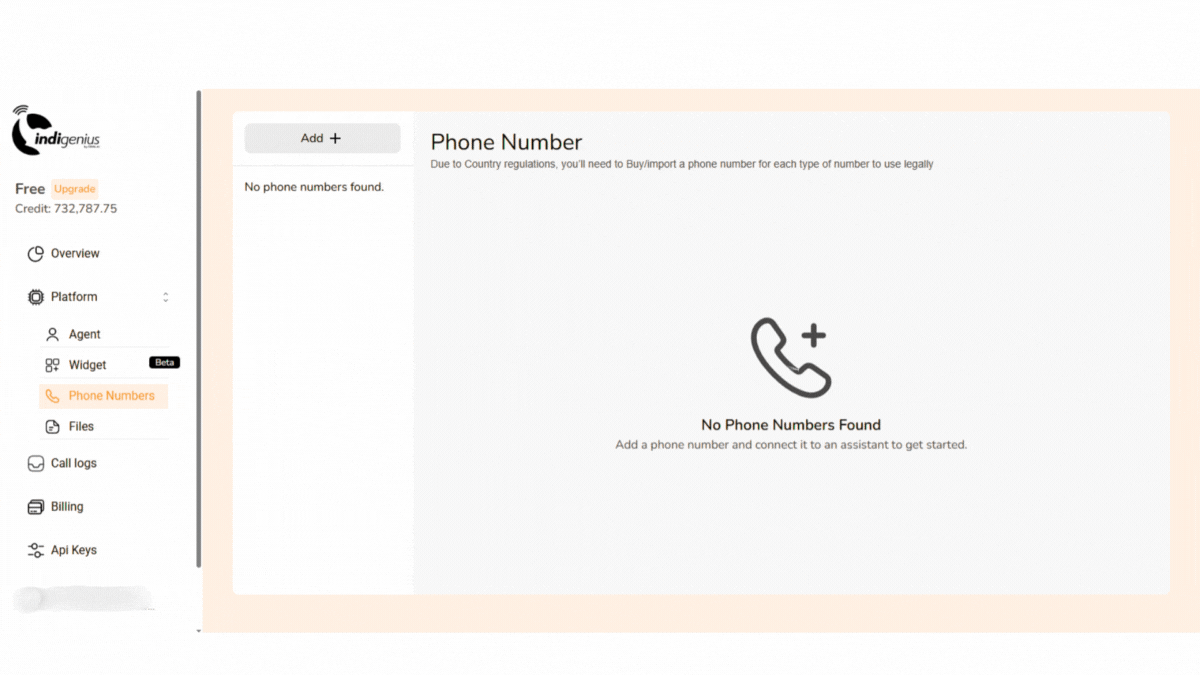 indigenius
Free Upgrade
Credit: 732,787.75
Overview
Platform
Agent
Widget Beta
Phone Numbers
Files
Call logs
Billing
Api Keys
Add +
No phone numbers found.
Phone Number
Due to Country regulations, you'll need to Buy/import a phone number for each type of number to use legally
No Phone Numbers Found
Add a phone number and connect it to an assistant to get started.